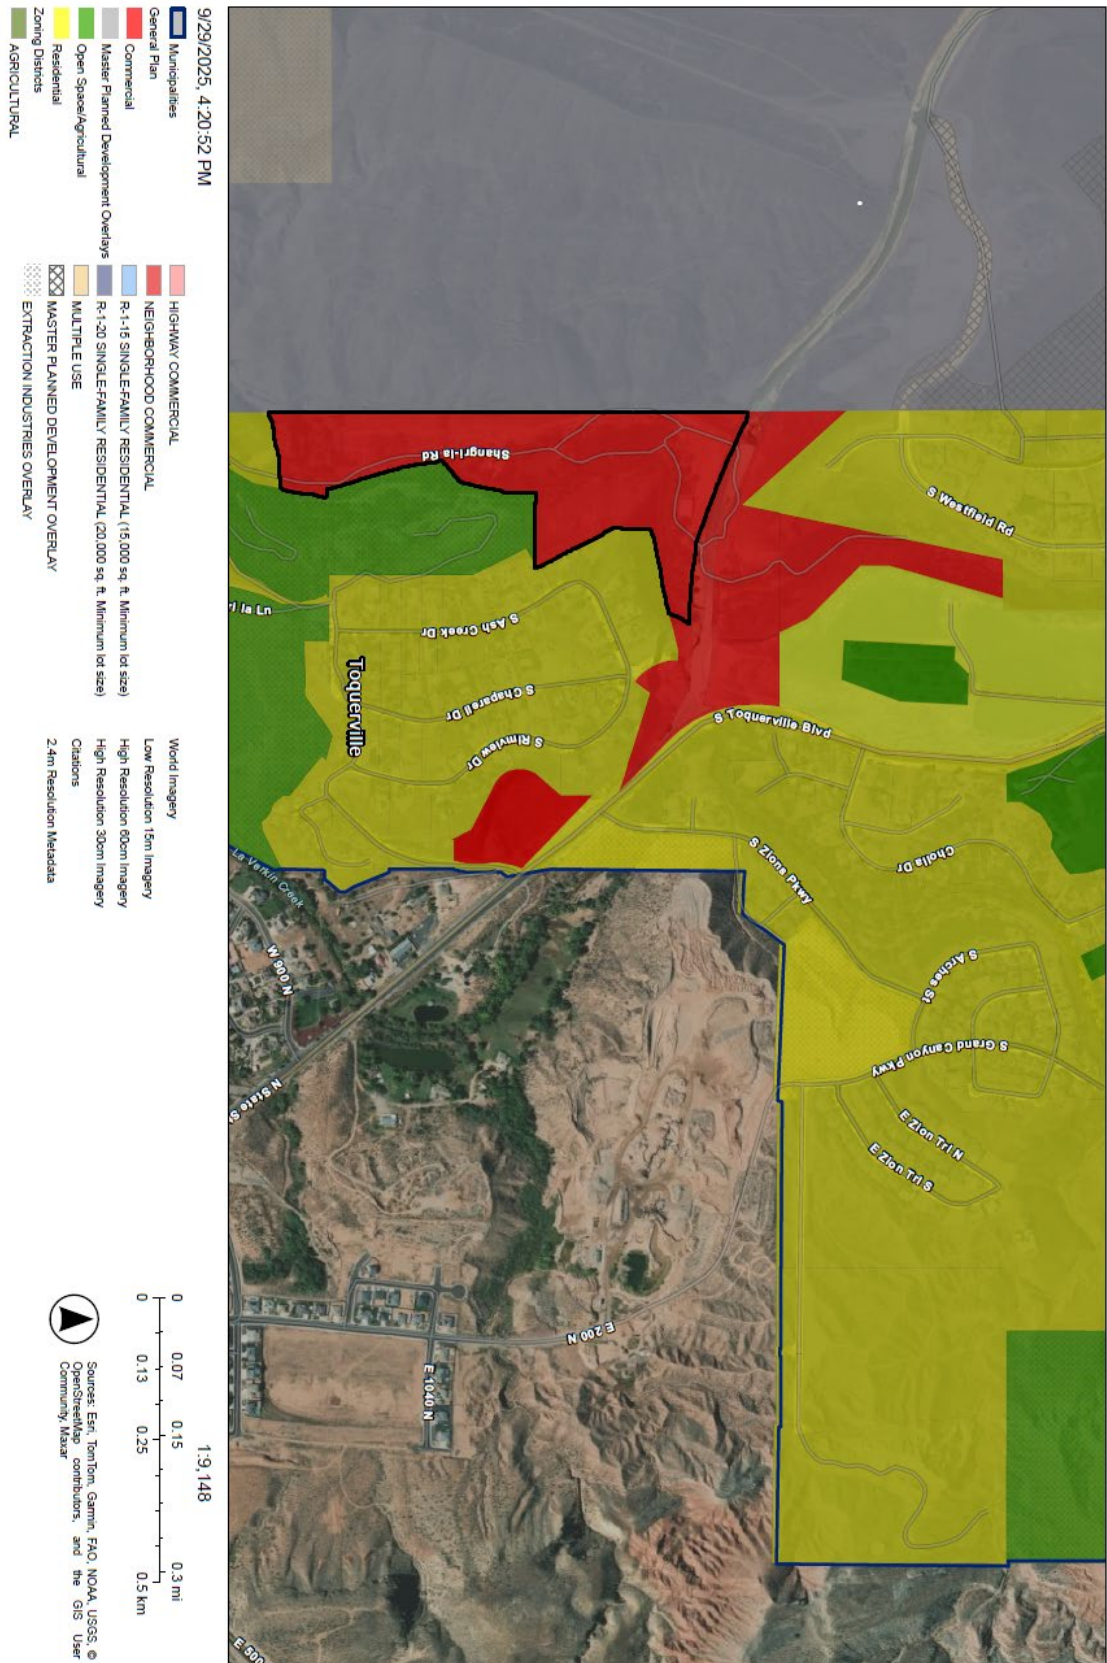 S Westfield Rd
Shangri-la Rd
ri la Ln
S Ash Creek Dr
Toquerville
S Chaparell Dr
S Rimview Dr
S Toquerville Blvd
Cholla Dr
S Zions Pkwy
La Verkin Creek
W 900 N
S Arches St
S Grand Canyon Pkwy
E Zion Trl N
E Zion Trl S
N State S
E 200 N
E 1040 N
E 500
9/29/2025, 4:20:52 PM
Municipalities
General Plan
Commercial
Master Planned Development Overlays
Open Space/Agricultural
Residential
Zoning Districts
AGRICULTURAL
HIGHWAY COMMERCIAL
NEIGHBORHOOD COMMERCIAL
R-1-15 SINGLE-FAMILY RESIDENTIAL (15,000 sq. ft. Minimum lot size)
R-1-20 SINGLE-FAMILY RESIDENTIAL (20,000 sq. ft. Minimum lot size)
MULTIPLE USE
MASTER PLANNED DEVELOPMENT OVERLAY
EXTRACTION INDUSTRIES OVERLAY
World Imagery
Low Resolution 15m Imagery
High Resolution 60cm Imagery
High Resolution 30cm Imagery
Citations
2.4m Resolution Metadata
1:9,148
0 0.07 0.15 0.3 mi
0 0.13 0.25 0.5 km
Sources: Esri, TomTom, Garmin, FAO, NOAA, USGS, ©
OpenStreetMap contributors, and the GIS User
Community, Maxar